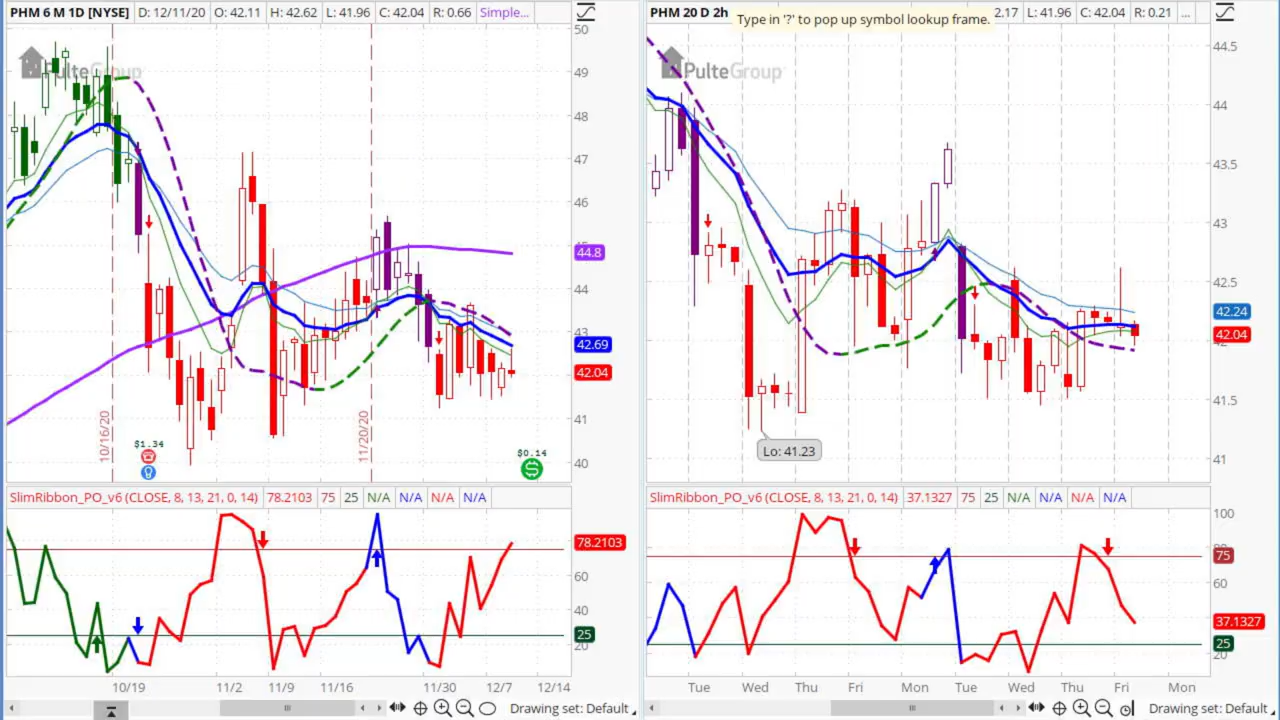 PHM 6 M 1D [NYSE] D: 12/11/20 O: 42.11 H: 42.62 L: 41.96 C: 42.04 R: 0.66 Simple...
PulteGroup
50
49
48
47
46
44.8
44
43
42.69
42.04
41
40
10/16/20
11/20/20
$1.34
$0.14
SlimRibbon_PO_v6 (CLOSE, 8, 13, 21, 0, 14) 78.2103 75 25 N/A N/A N/A N/A
78.2103
60
40
25
20
10/19 11/2 11/9 11/16 11/30 12/7 12/14
Drawing set: Default
PHM 20 D 2h
Type in '?' to pop up symbol lookup frame.
2.17 L: 41.96 C: 42.04 R: 0.21 ...
PulteGroup
44.5
44
43.5
43
42.5
42.24
42.04
41.5
41
Lo: 41.23
SlimRibbon_PO_v6 (CLOSE, 8, 13, 21, 0, 14) 37.1327 75 25 N/A N/A N/A N/A
100
75
60
37.1327
25
20
Tue Wed Thu Fri Mon Tue Wed Thu Fri Mon
Drawing set: Default